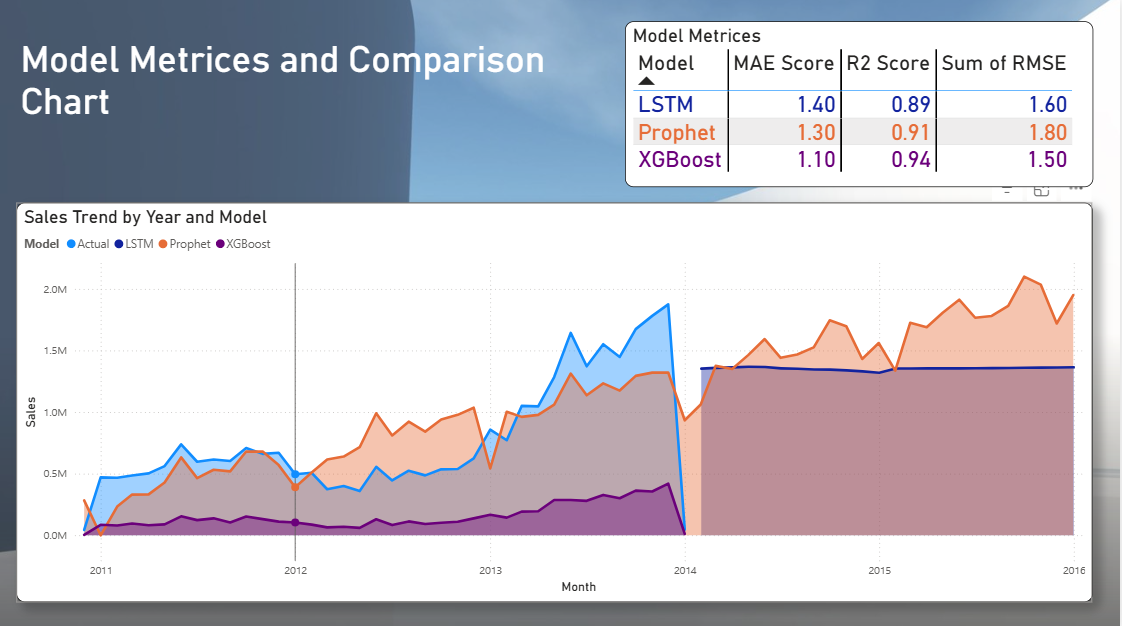 Model Metrices and Comparison
Chart
Model Metrices
Model MAE Score R2 Score Sum of RMSE
LSTM 1.40 0.89 1.60
Prophet 1.30 0.91 1.80
XGBoost 1.10 0.94 1.50
Sales Trend by Year and Model
Model Actual LSTM Prophet XGBoost
2.0M
1.5M
1.0M
0.5M
0.0M
Sales
2011 2012 2013 2014 2015 2016
Month